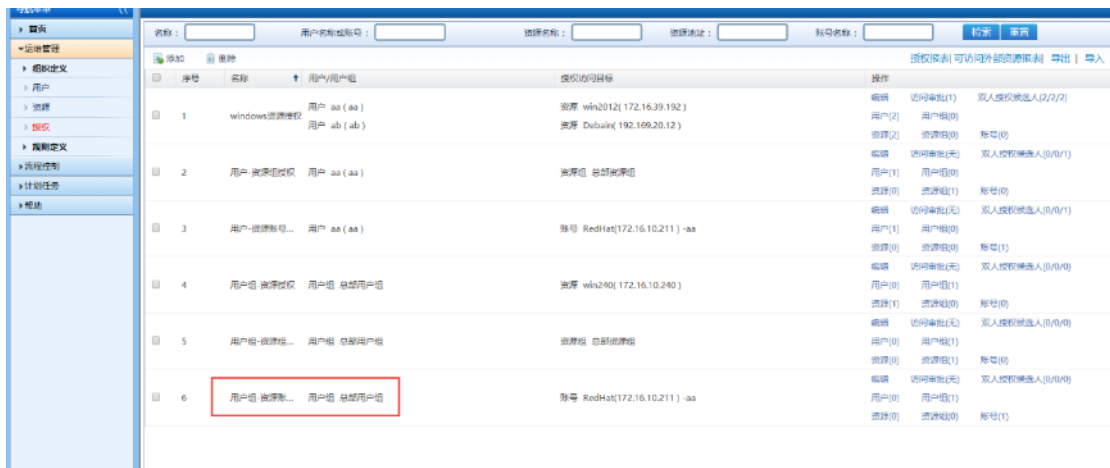 导航菜单
首页
运维管理
组织定义
用户
资源
授权
规则定义
流程控制
计划任务
帮助
名称： 用户名称或账号： 资源名称： 资源地址： 账号名称： 检索 重置
添加 删除 授权报表| 可访问外部资源报表| 导出 | 导入
序号 名称 用户/用户组 授权访问目标 操作
1 windows资源授权 用户 aa ( aa ) 用户 ab ( ab ) 资源 win2012( 172.16.39.192 ) 资源 Debain( 192.169.20.12 ) 编辑 访问审批(1) 双人授权候选人(2/2/2)
用户[2] 用户组(0)
资源[2] 资源组(0) 账号(0)
2 用户-资源组授权 用户 aa ( aa ) 资源组 总部资源组 编辑 访问审批(无) 双人授权候选人(0/0/1)
用户[1] 用户组(0)
资源[0] 资源组(1) 账号(0)
3 用户-资源账号... 用户 aa ( aa ) 账号 RedHat(172.16.10.211 ) -aa 编辑 访问审批(无) 双人授权候选人(0/0/1)
用户[1] 用户组(0)
资源[0] 资源组(0) 账号(1)
4 用户组-资源授权 用户组 总部用户组 资源 win240( 172.16.10.240 ) 编辑 访问审批(无) 双人授权候选人(0/0/0)
用户[0] 用户组(1)
资源[1] 资源组(0) 账号(0)
5 用户组-资源组... 用户组 总部用户组 资源组 总部资源组 编辑 访问审批(无) 双人授权候选人(0/0/0)
用户[0] 用户组(1)
资源[0] 资源组(1) 账号(0)
6 用户组-资源账... 用户组 总部用户组 账号 RedHat(172.16.10.211 ) -aa 编辑 访问审批(无) 双人授权候选人(0/0/0)
用户[0] 用户组(1)
资源[0] 资源组(0) 账号(1)